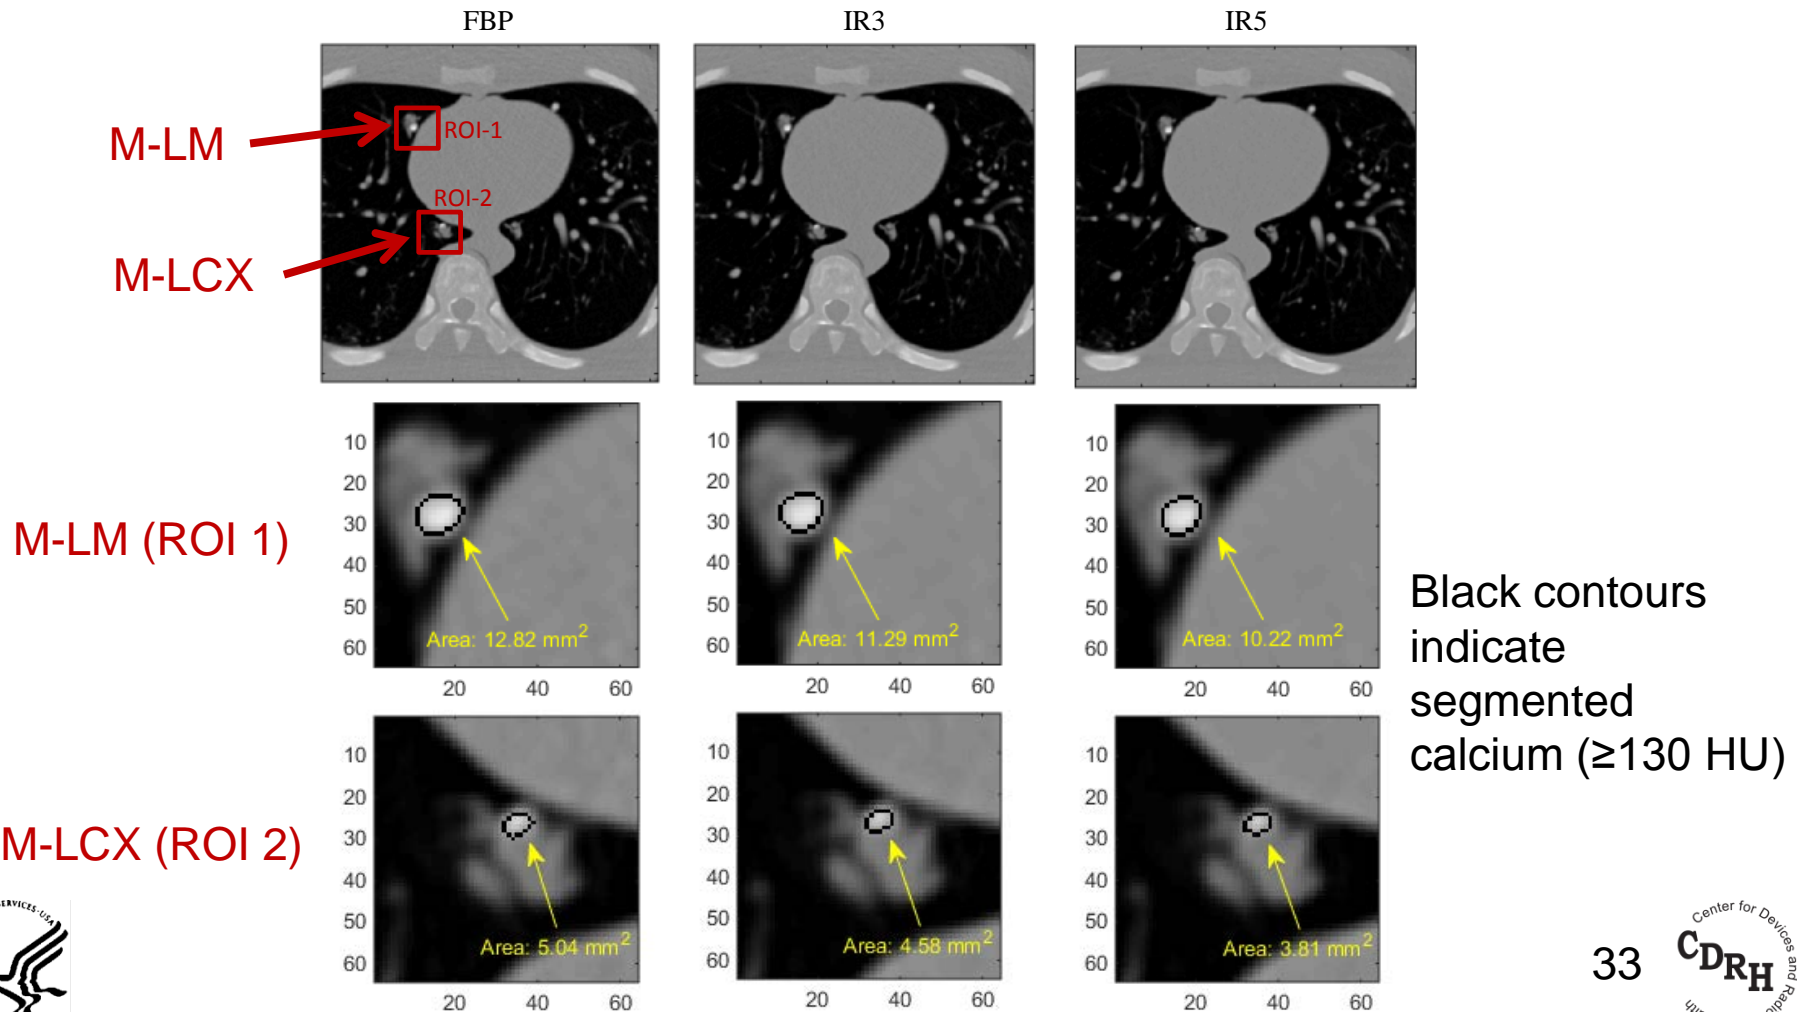 FBP IR3 IR5
M-LM
ROI-1
ROI-2
M-LCX
M-LM (ROI 1)
10 20 30 40 50 60
Area: 12.82 mm²
20 40 60
10 20 30 40 50 60
Area: 11.29 mm²
20 40 60
10 20 30 40 50 60
Area: 10.22 mm²
20 40 60
Black contours
indicate
segmented
calcium (≥130 HU)
M-LCX (ROI 2)
10 20 30 40 50 60
Area: 5.04 mm²
20 40 60
10 20 30 40 50 60
Area: 4.58 mm²
20 40 60
10 20 30 40 50 60
Area: 3.81 mm²
20 40 60
33
Center for Devices and
CDRH